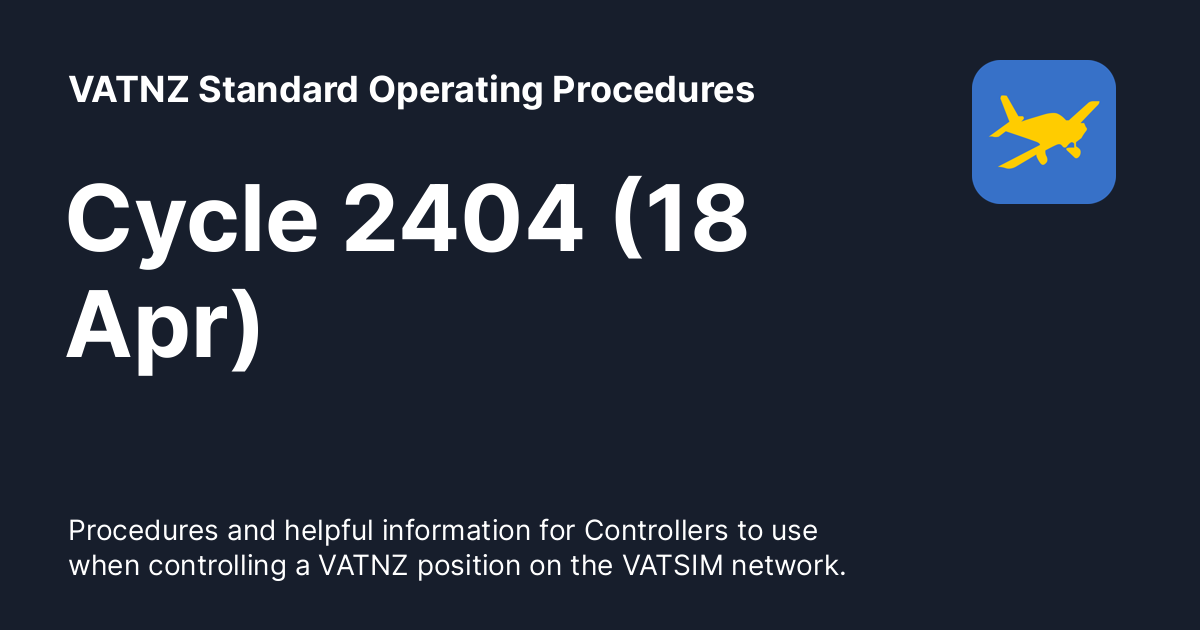 VATNZ Standard Operating Procedures
Cycle 2404 (18
Apr)
Procedures and helpful information for Controllers to use
when controlling a VATNZ position on the VATSIM network.